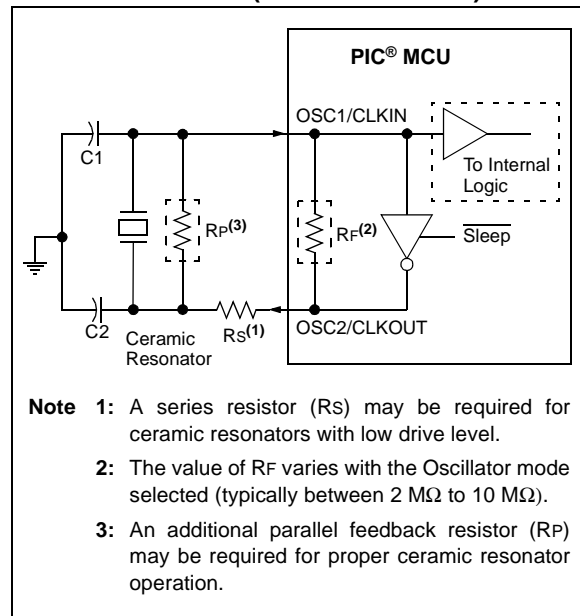 PIC® MCU
OSC1/CLKIN
C1
To Internal
Logic
RP(3)
RF(2)
Sleep
C2
Ceramic
Resonator
RS(1)
OSC2/CLKOUT
Note 1: A series resistor (RS) may be required for
ceramic resonators with low drive level.
2: The value of RF varies with the Oscillator mode
selected (typically between 2 MΩ to 10 MΩ).
3: An additional parallel feedback resistor (RP)
may be required for proper ceramic resonator
operation.